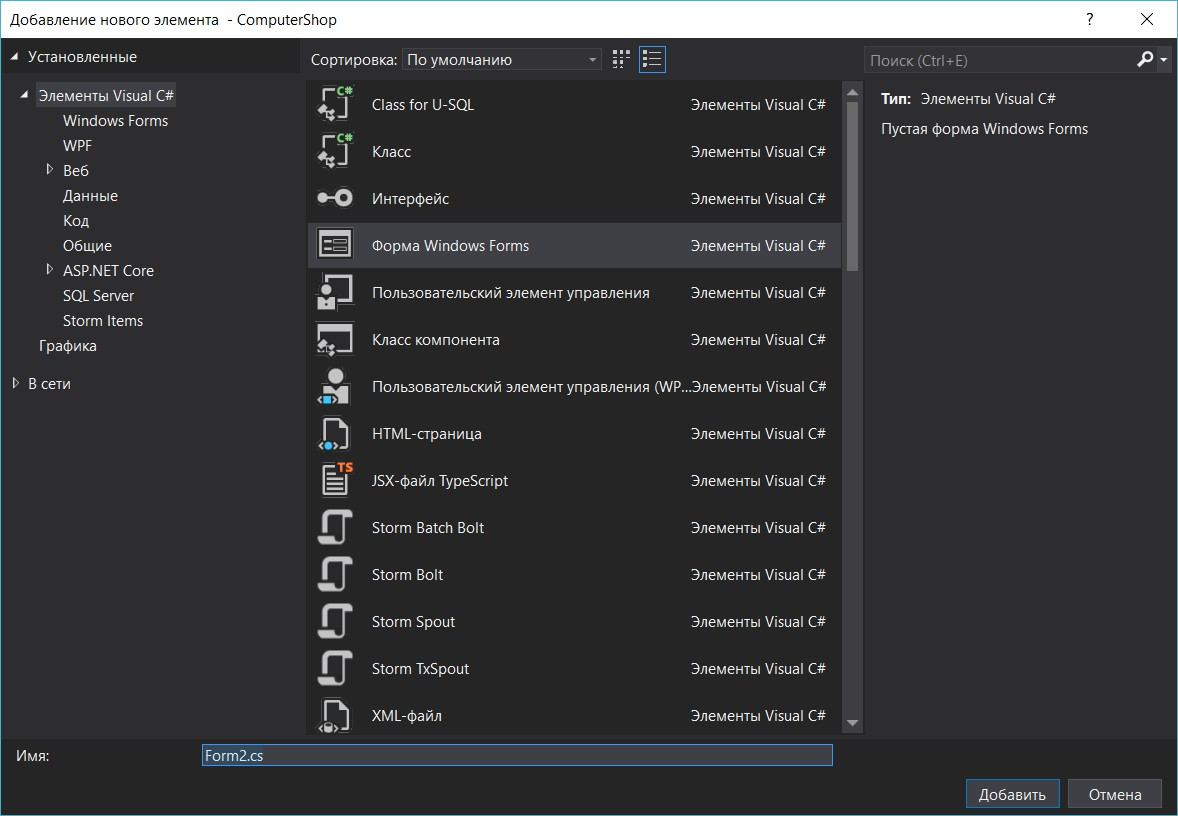 Добавление нового элемента - ComputerShop
?
Установленные
Элементы Visual C#
Windows Forms
WPF
Веб
Данные
Код
Общие
ASP.NET Core
SQL Server
Storm Items
Графика
В сети
Сортировка: По умолчанию
Class for U-SQL Элементы Visual C#
Класс Элементы Visual C#
Интерфейс Элементы Visual C#
Форма Windows Forms Элементы Visual C#
Пользовательский элемент управления Элементы Visual C#
Класс компонента Элементы Visual C#
Пользовательский элемент управления (WP... Элементы Visual C#
HTML-страница Элементы Visual C#
JSX-файл TypeScript Элементы Visual C#
Storm Batch Bolt Элементы Visual C#
Storm Bolt Элементы Visual C#
Storm Spout Элементы Visual C#
Storm TxSpout Элементы Visual C#
XML-файл Элементы Visual C#
Поиск (Ctrl+E)
Тип: Элементы Visual C#
Пустая форма Windows Forms
Имя: Form2.cs
Добавить Отмена